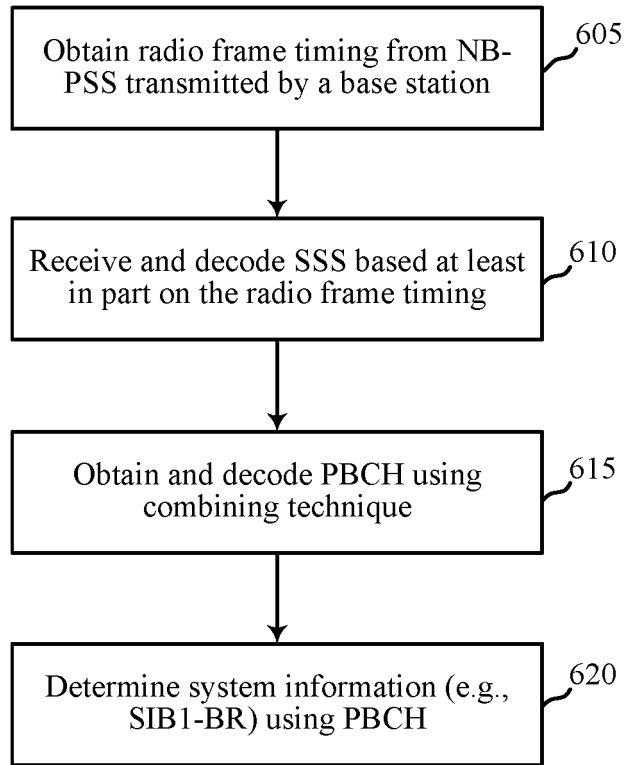 Obtain radio frame timing from NB-
PSS transmitted by a base station
605
Receive and decode SSS based at least
in part on the radio frame timing
610
Obtain and decode PBCH using
combining technique
615
Determine system information (e.g.,
SIB1-BR) using PBCH
620